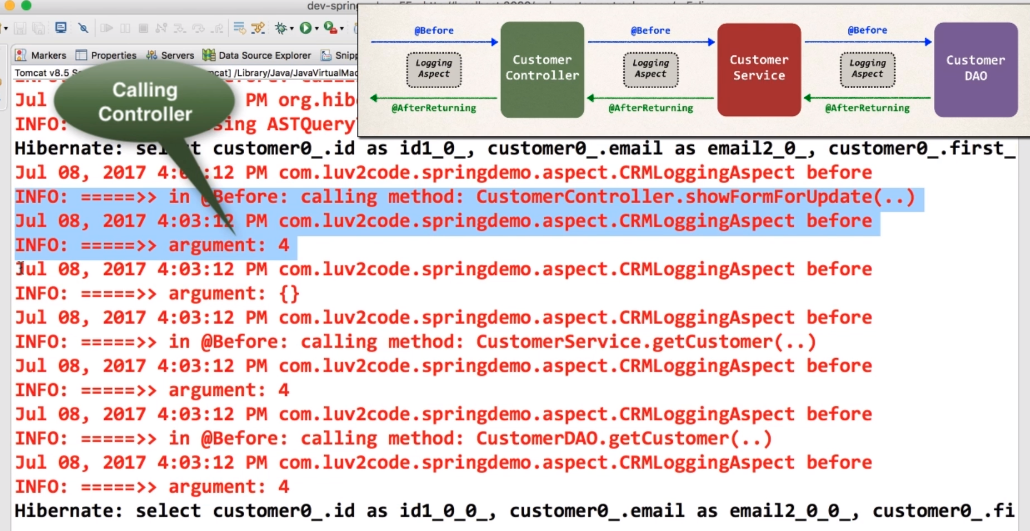 dev-sprin
Markers Properties Servers Data Source Explorer Snipp
Tomcat v8.5 Se
mcat] /Library/Java/JavaVirtualMac
@Before
@Before
@Before
Logging Aspect
Customer Controller
Logging Aspect
Customer Service
Logging Aspect
Customer DAO
@AfterReturning
@AfterReturning
@AfterReturning
Calling
Controller
Jul PM org.hib
INFO: sing ASTQuery
Hibernate: select customer0_.id as id1_0_, customer0_.email as email2_0_, customer0_.first_
Jul 08, 2017 4:03:12 PM com.luv2code.springdemo.aspect.CRMLoggingAspect before
INFO: =====>> in @Before: calling method: CustomerController.showFormForUpdate(..)
Jul 08, 2017 4:03:12 PM com.luv2code.springdemo.aspect.CRMLoggingAspect before
INFO: =====>> argument: 4
Jul 08, 2017 4:03:12 PM com.luv2code.springdemo.aspect.CRMLoggingAspect before
INFO: =====>> argument: {}
Jul 08, 2017 4:03:12 PM com.luv2code.springdemo.aspect.CRMLoggingAspect before
INFO: =====>> in @Before: calling method: CustomerService.getCustomer(..)
Jul 08, 2017 4:03:12 PM com.luv2code.springdemo.aspect.CRMLoggingAspect before
INFO: =====>> argument: 4
Jul 08, 2017 4:03:12 PM com.luv2code.springdemo.aspect.CRMLoggingAspect before
INFO: =====>> in @Before: calling method: CustomerDAO.getCustomer(..)
Jul 08, 2017 4:03:12 PM com.luv2code.springdemo.aspect.CRMLoggingAspect before
INFO: =====>> argument: 4
Hibernate: select customer0_.id as id1_0_0_, customer0_.email as email2_0_0_, customer0_.fi